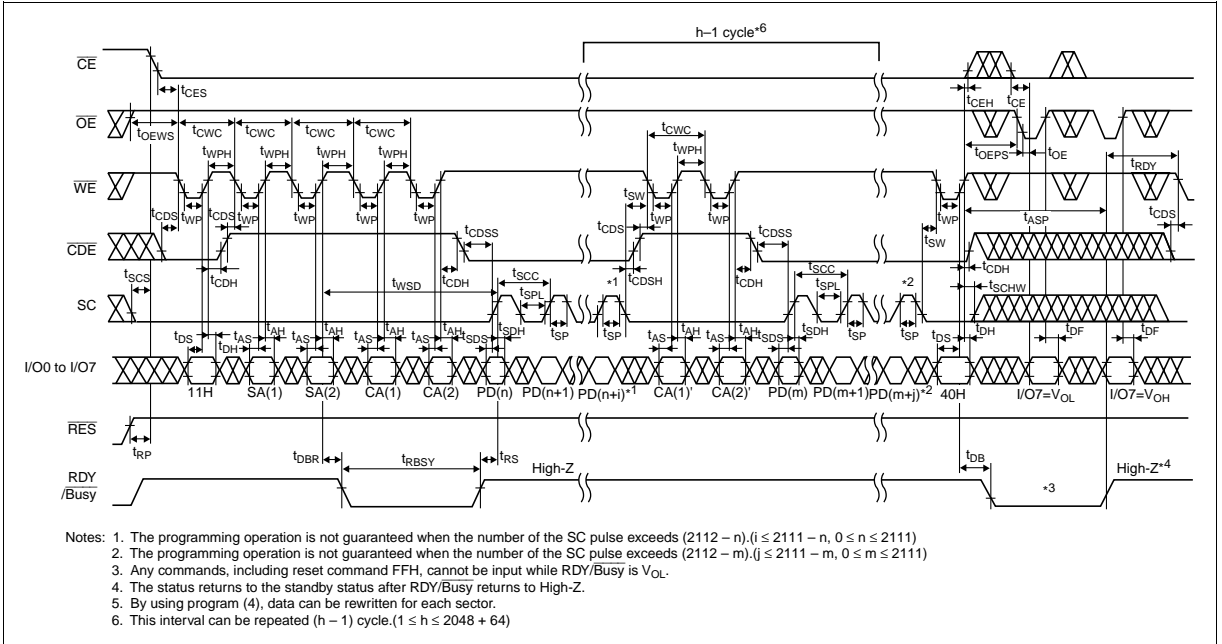 h–1 cycle*6
CE
tCES
tCEH tCE
OE
tOEWS tCWC tCWC tCWC tCWC tCWC
tWPH tWPH tWPH tWPH tWPH
tOEPS tOE
tRDY
WE
tCDS tCDS tWP tWP tWP tWP tWP tSW tWP tWP tWP
tCDS tSW tASP tCDS
CDE
tCDSS tCDSS
tSCS tCDH tCDH tCDSH tCDH tCDH
tWSD tSCC tSPL *1 tSCC tSPL *2 tSCHW
SC
tDS tDH tAS tAH tAS tAH tAS tAH tAS tAH tSDS tSDH tSP tSP tAS tAH tAS tAH tSDS tSDH tSP tSP tDS tDH tDF tDF
I/O0 to I/O7
11H SA(1) SA(2) CA(1) CA(2) PD(n) PD(n+1) PD(n+i)*1 CA(1)' CA(2)' PD(m) PD(m+1) PD(m+j)*2 40H I/O7=VOL I/O7=VOH
RES
tRP
tDBR tRBSY tRS tDB
RDY
/Busy
High-Z *3 High-Z*4
Notes: 1. The programming operation is not guaranteed when the number of the SC pulse exceeds (2112 – n).(i ≤ 2111 – n, 0 ≤ n ≤ 2111)
2. The programming operation is not guaranteed when the number of the SC pulse exceeds (2112 – m).(j ≤ 2111 – m, 0 ≤ m ≤ 2111)
3. Any commands, including reset command FFH, cannot be input while RDY/Busy is VOL.
4. The status returns to the standby status after RDY/Busy returns to High-Z.
5. By using program (4), data can be rewritten for each sector.
6. This interval can be repeated (h – 1) cycle.(1 ≤ h ≤ 2048 + 64)